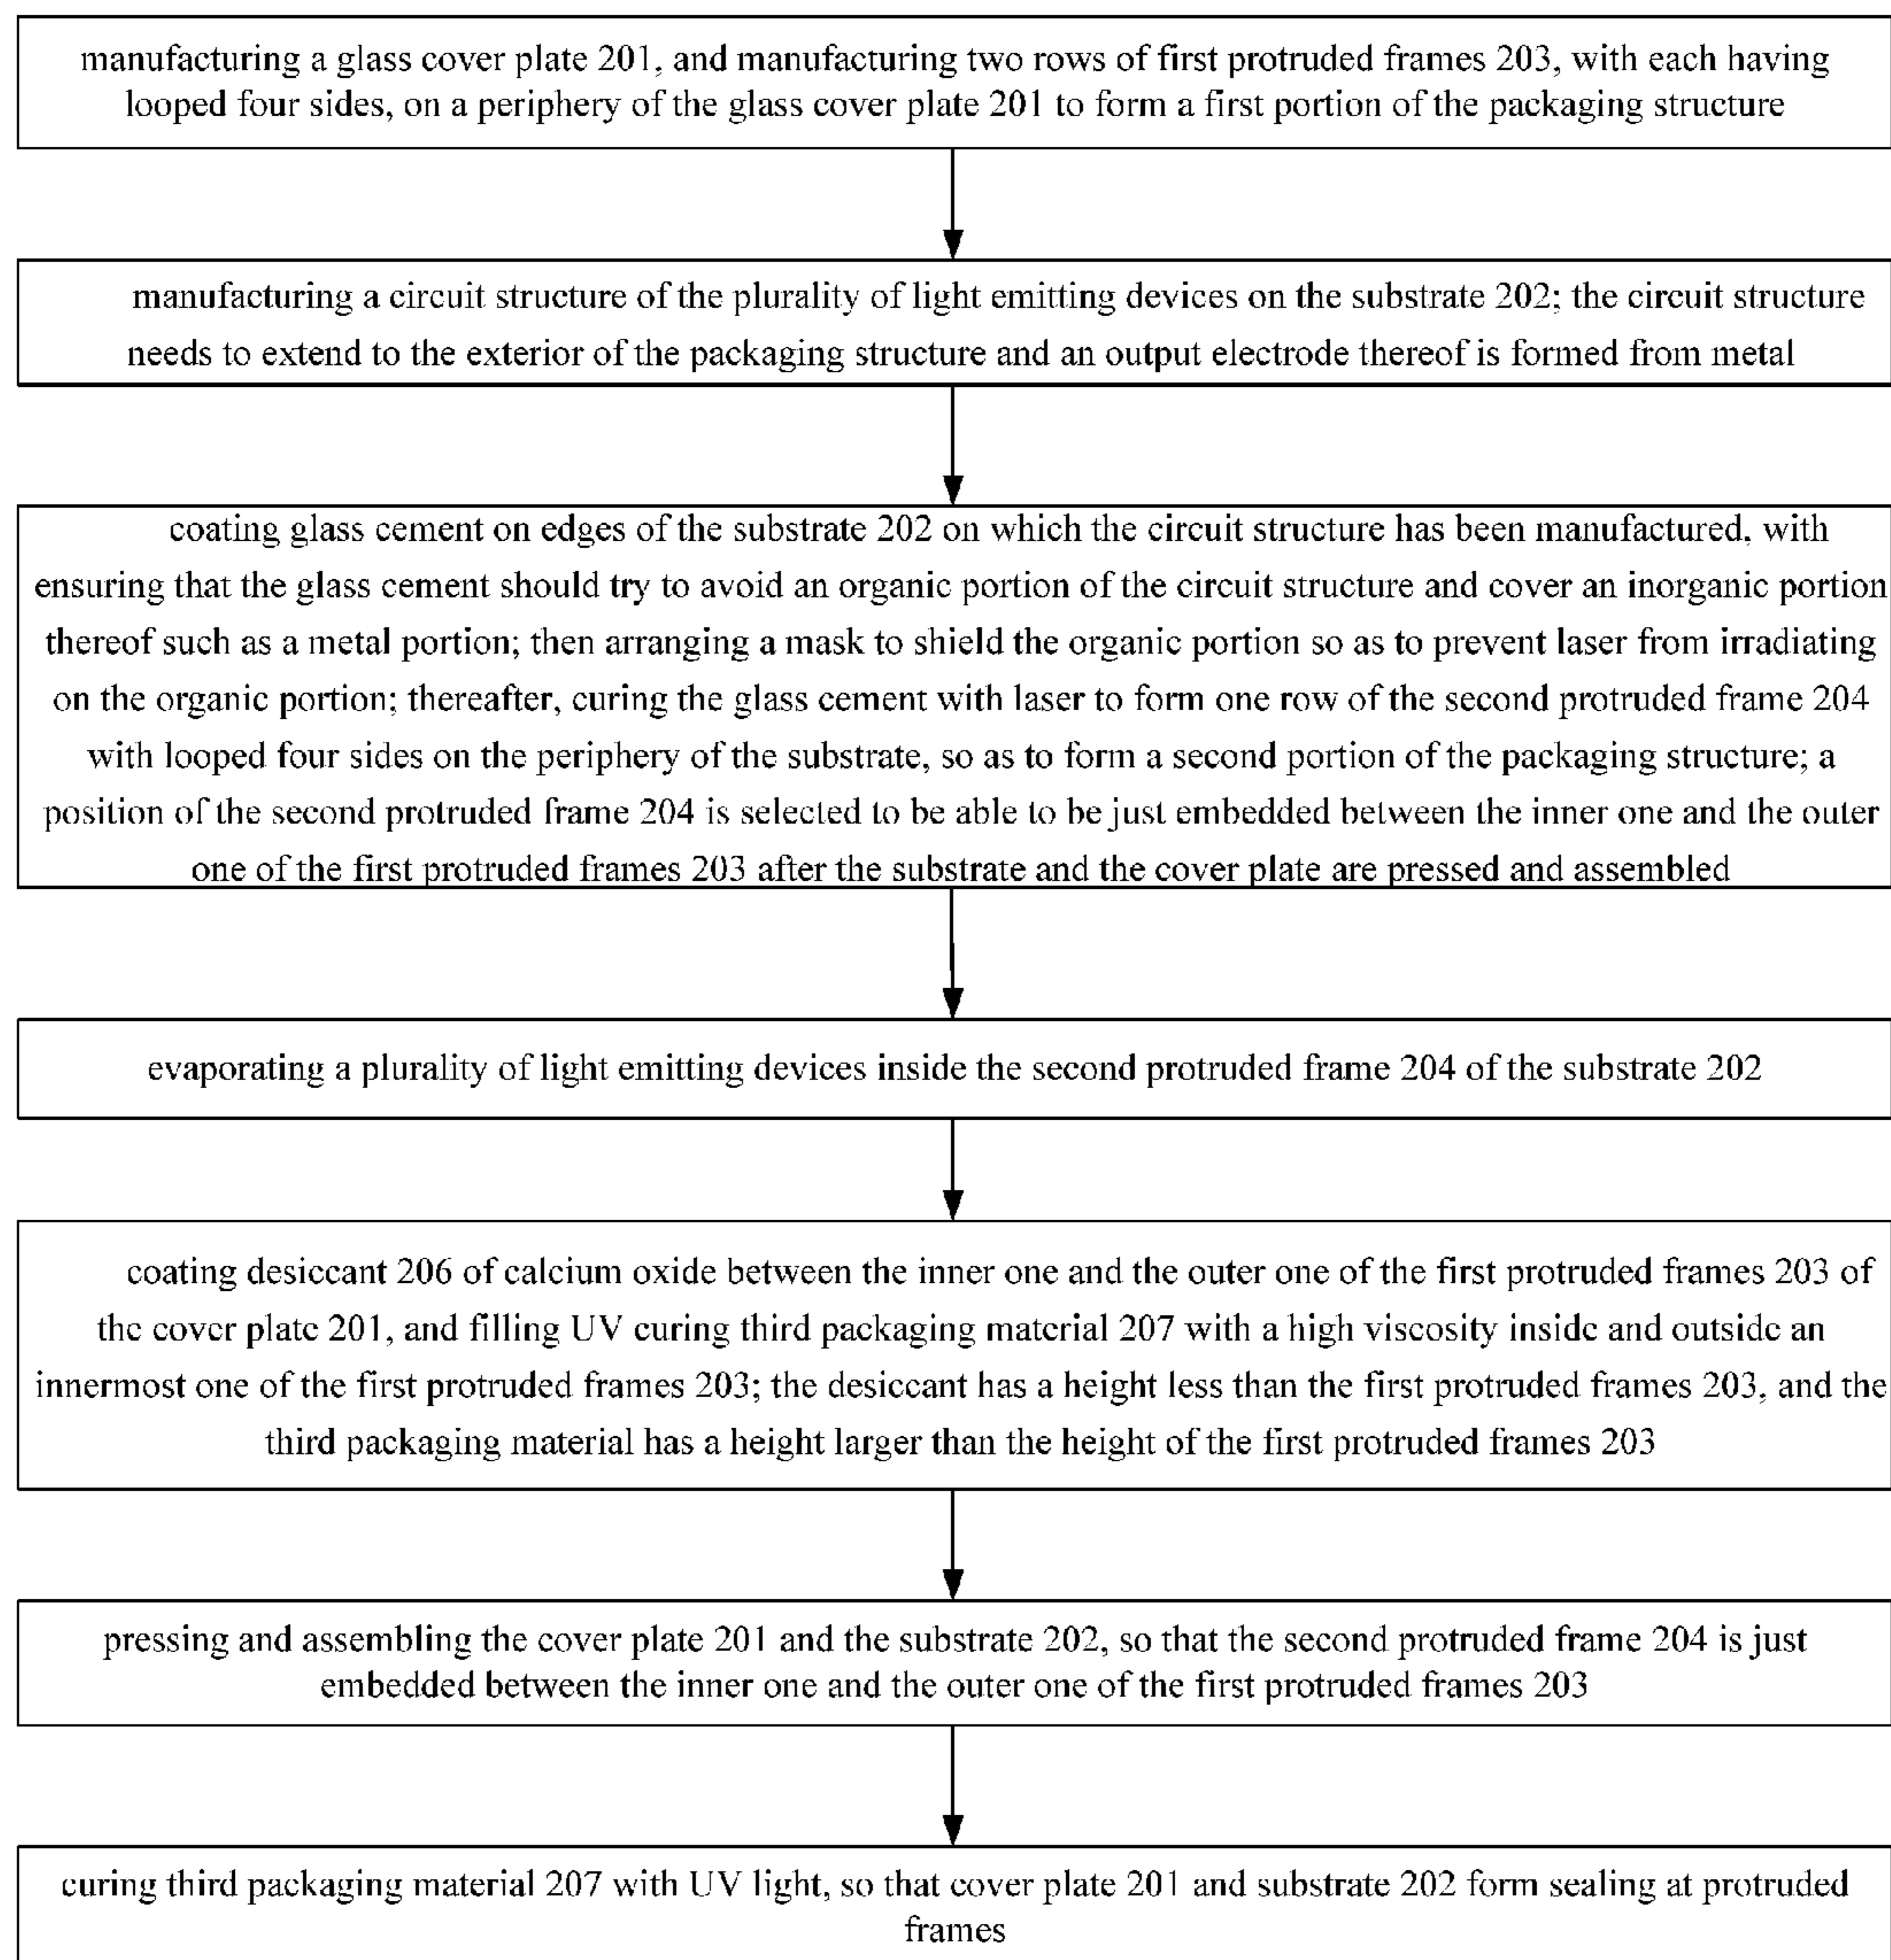 manufacturing a glass cover plate 201, and manufacturing two rows of first protruded frames 203, with each having
looped four sides, on a periphery of the glass cover plate 201 to form a first portion of the packaging structure
manufacturing a circuit structure of the plurality of light emitting devices on the substrate 202; the circuit structure
needs to extend to the exterior of the packaging structure and an output electrode thereof is formed from metal
coating glass cement on edges of the substrate 202 on which the circuit structure has been manufactured, with
ensuring that the glass cement should try to avoid an organic portion of the circuit structure and cover an inorganic portion
thereof such as a metal portion; then arranging a mask to shield the organic portion so as to prevent laser from irradiating
on the organic portion; thereafter, curing the glass cement with laser to form one row of the second protruded frame 204
with looped four sides on the periphery of the substrate, so as to form a second portion of the packaging structure; a
position of the second protruded frame 204 is selected to be able to be just embedded between the inner one and the outer
one of the first protruded frames 203 after the substrate and the cover plate are pressed and assembled
evaporating a plurality of light emitting devices inside the second protruded frame 204 of the substrate 202
coating desiccant 206 of calcium oxide between the inner one and the outer one of the first protruded frames 203 of
the cover plate 201, and filling UV curing third packaging material 207 with a high viscosity inside and outside an
innermost one of the first protruded frames 203; the desiccant has a height less than the first protruded frames 203, and the
third packaging material has a height larger than the height of the first protruded frames 203
pressing and assembling the cover plate 201 and the substrate 202, so that the second protruded frame 204 is just
embedded between the inner one and the outer one of the first protruded frames 203
curing third packaging material 207 with UV light, so that cover plate 201 and substrate 202 form sealing at protruded
frames